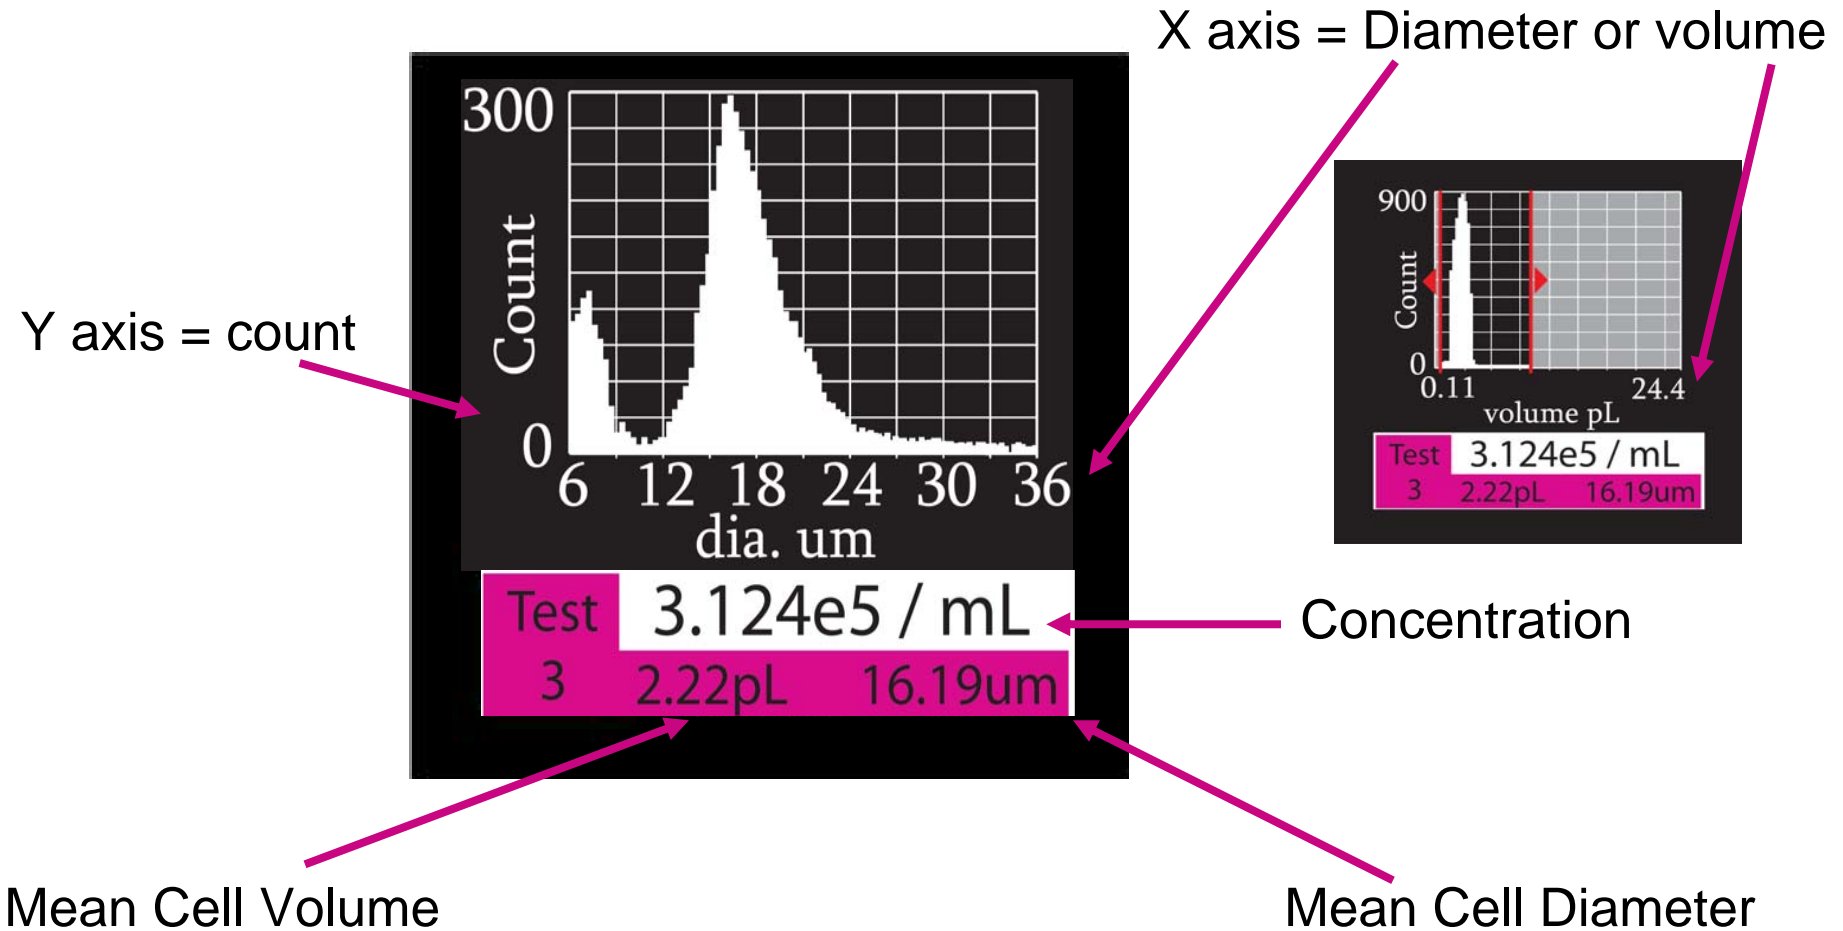 X axis = Diameter or volume
Y axis = count
300
Count
0
6 12 18 24 30 36
dia. um
Test 3.124e5 / mL
3 2.22pL 16.19um
900
Count
0
0.11 24.4
volume pL
Test 3.124e5 / mL
3 2.22pL 16.19um
Concentration
Mean Cell Volume
Mean Cell Diameter